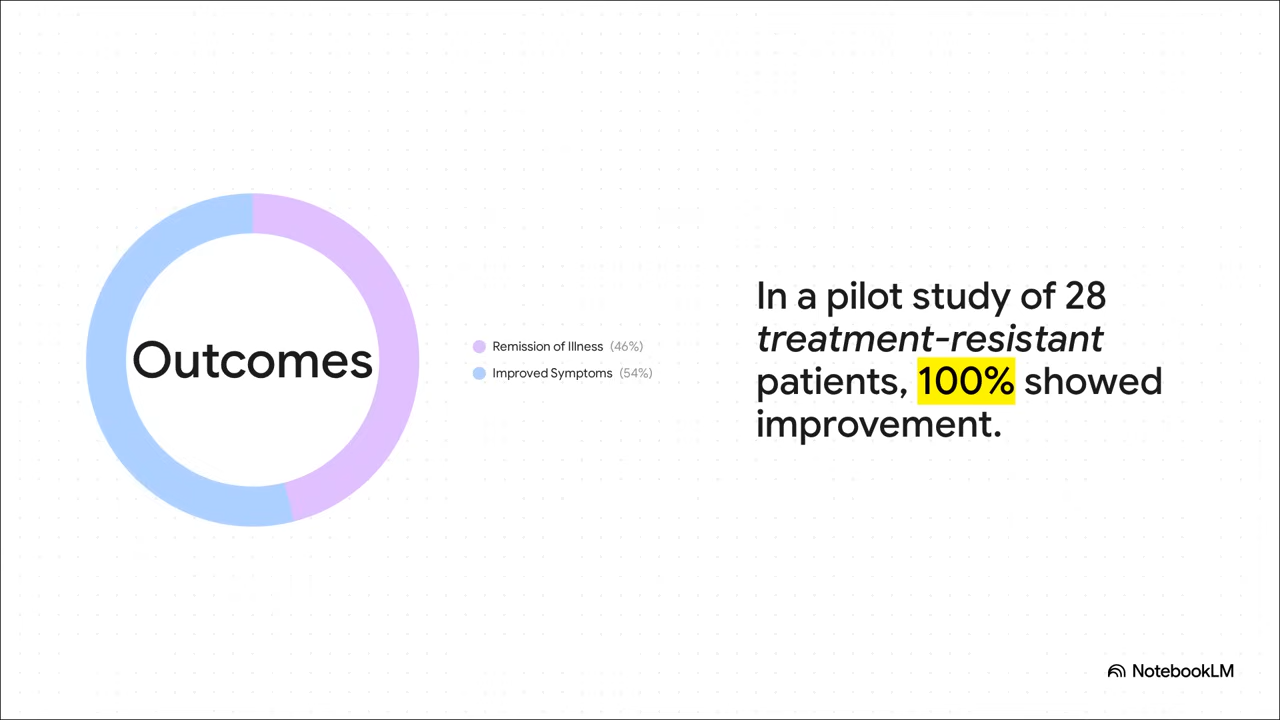 Outcomes
Remission of Illness (46%)
Improved Symptoms (54%)
In a pilot study of 28
treatment-resistant
patients, 100% showed
improvement.
NotebookLM